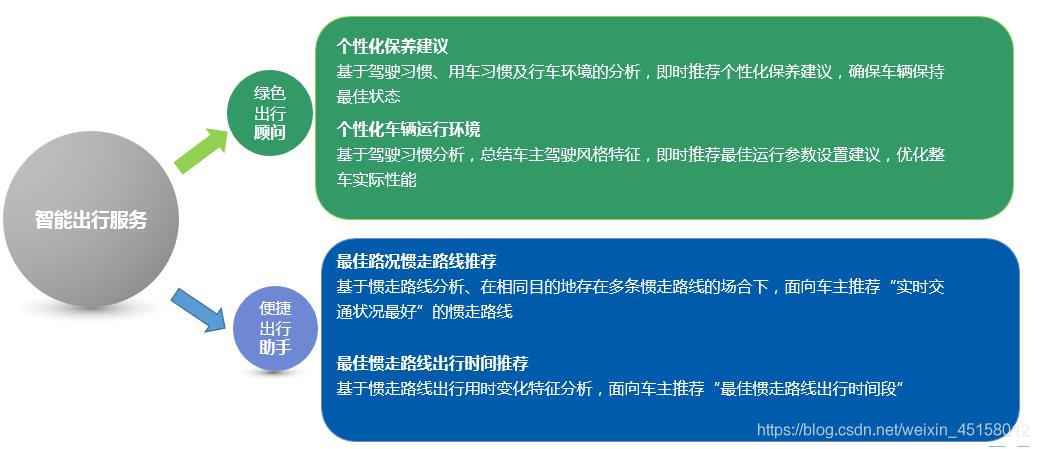 智能出行服务
绿色
出行
顾问
个性化保养建议
基于驾驶习惯、用车习惯及行车环境的分析，即时推荐个性化保养建议，确保车辆保持
最佳状态
个性化车辆运行环境
基于驾驶习惯分析，总结车主驾驶风格特征，即时推荐最佳运行参数设置建议，优化整
车实际性能
便捷
出行
助手
最佳路况惯走路线推荐
基于惯走路线分析、在相同目的地存在多条惯走路线的场合下，面向车主推荐“实时交
通状况最好”的惯走路线
最佳惯走路线出行时间推荐
基于惯走路线出行用时变化特征分析，面向车主推荐“最佳惯走路线出行时间段”
https://blog.csdn.net/weixin_45158012